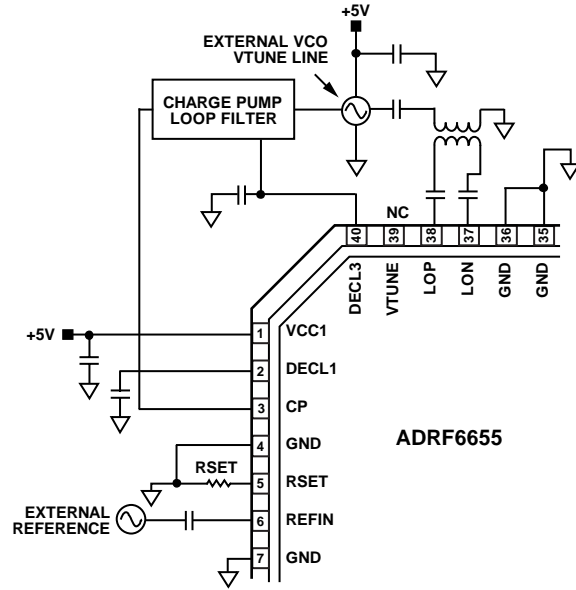 +5V
EXTERNAL VCO
VTUNE LINE
CHARGE PUMP
LOOP FILTER
NC
40
39
38
37
36
35
DECL3
VTUNE
LOP
LON
GND
GND
+5V
1
VCC1
2
DECL1
3
CP
4
GND
ADRF6655
RSET
5
RSET
EXTERNAL
REFERENCE
6
REFIN
7
GND